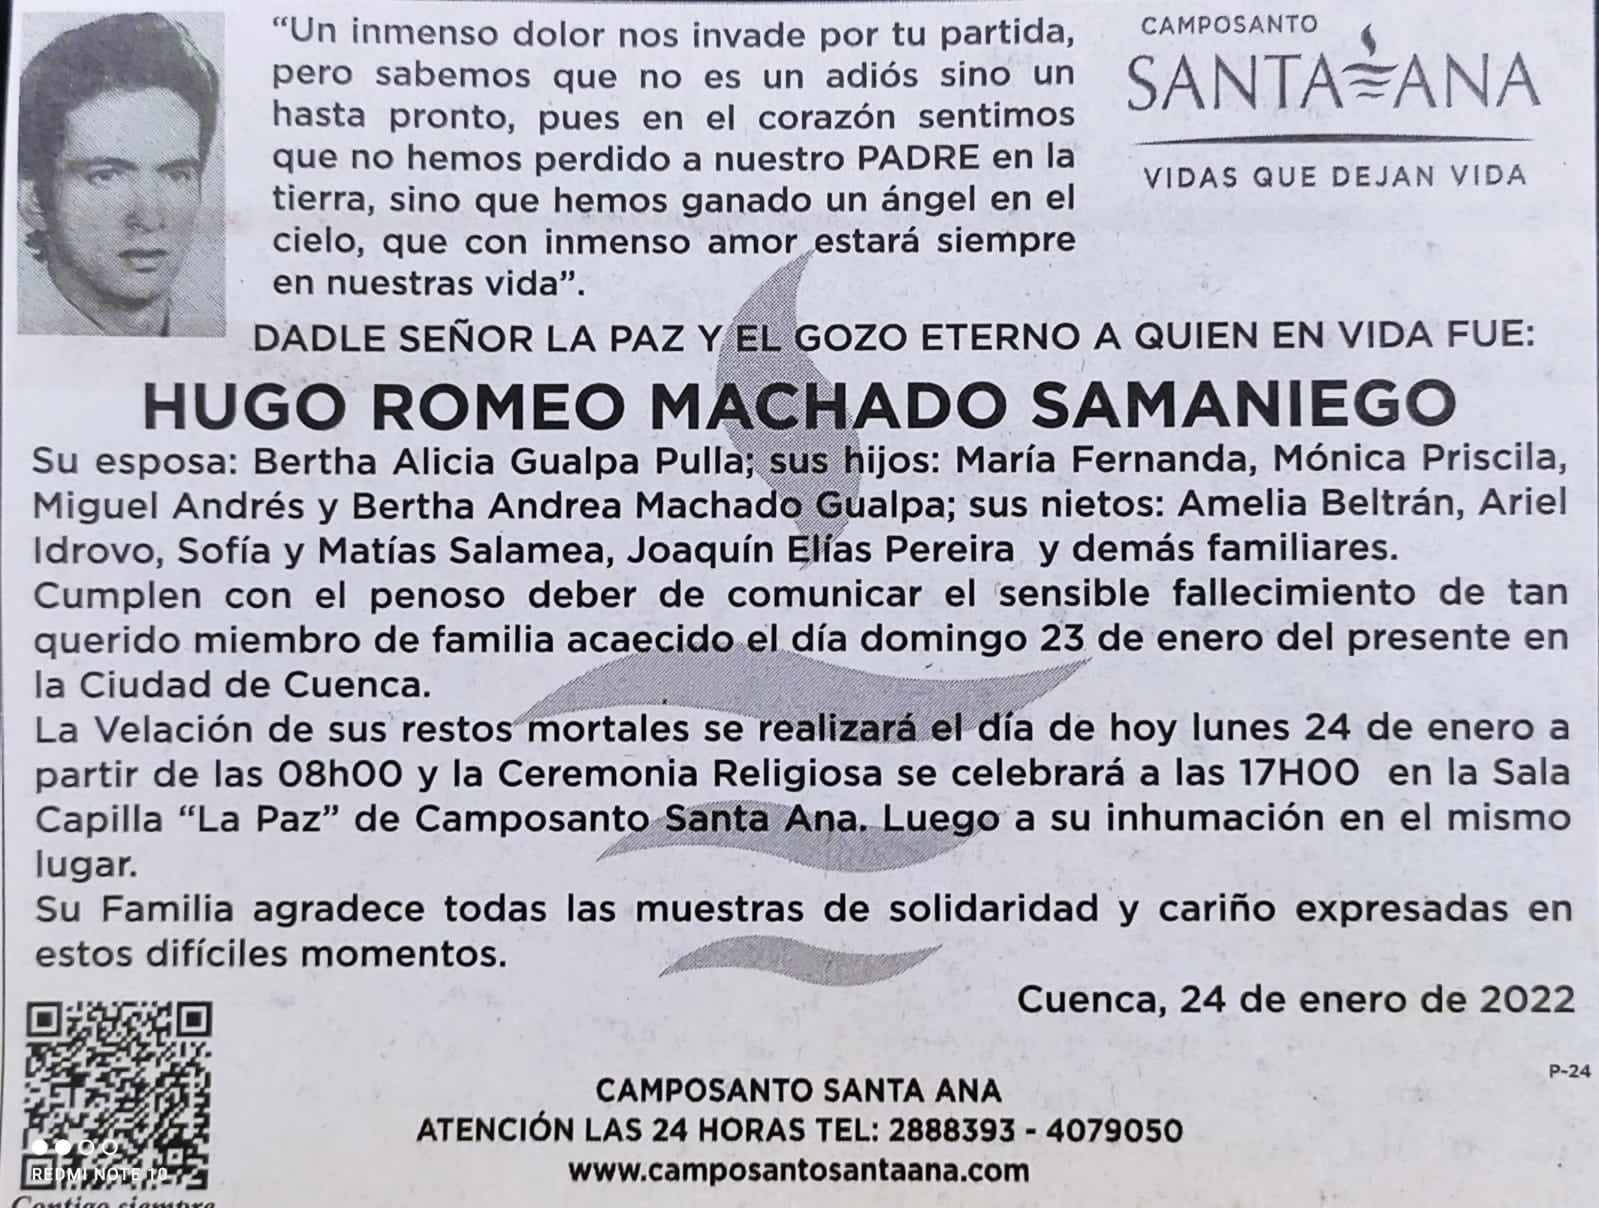 "Un inmenso dolor nos invade por tu partida,
pero sabemos que no es un adiós sino un
hasta pronto, pues en el corazón sentimos
que no hemos perdido a nuestro PADRE en la
tierra, sino que hemos ganado un ángel en el
cielo, que con inmenso amor estará siempre
en nuestras vida".
CAMPOSANTO
SANTA ANA
VIDAS QUE DEJAN VIDA
DADLE SEÑOR LA PAZ Y EL GOZO ETERNO A QUIEN EN VIDA FUE:
HUGO ROMEO MACHADO SAMANIEGO
Su esposa: Bertha Alicia Gualpa Pulla; sus hijos: María Fernanda, Mónica Priscila,
Miguel Andrés y Bertha Andrea Machado Gualpa; sus nietos: Amelia Beltrán, Ariel
Idrovo, Sofía y Matías Salamea, Joaquín Elías Pereira y demás familiares.
Cumplen con el penoso deber de comunicar el sensible fallecimiento de tan
querido miembro de familia acaecido el día domingo 23 de enero del presente en
la Ciudad de Cuenca.
La Velación de sus restos mortales se realizará el día de hoy lunes 24 de enero a
partir de las 08h00 y la Ceremonia Religiosa se celebrará a las 17H00 en la Sala
Capilla "La Paz" de Camposanto Santa Ana. Luego a su inhumación en el mismo
lugar.
Su Familia agradece todas las muestras de solidaridad y cariño expresadas en
estos difíciles momentos.
Cuenca, 24 de enero de 2022
P-24
CAMPOSANTO SANTA ANA
ATENCIÓN LAS 24 HORAS TEL: 2888393 - 4079050
www.camposantosantaana.com
REDMI NOTE 10
Contigo siempre